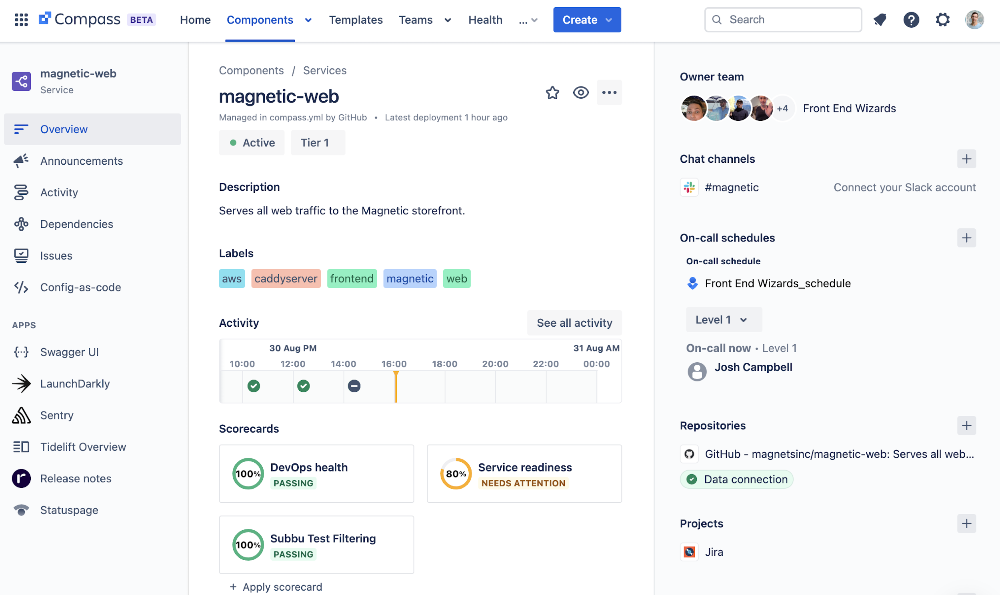 Compass BETA Home Components Templates Teams Health ... Create Search
magnetic-web
Service
Overview
Announcements
Activity
Dependencies
Issues
Config-as-code
APPS
Swagger UI
LaunchDarkly
Sentry
Tidelift Overview
Release notes
Statuspage
Components / Services
magnetic-web
Managed in compass.yml by GitHub • Latest deployment 1 hour ago
Active Tier 1
Description
Serves all web traffic to the Magnetic storefront.
Labels
aws caddyserver frontend magnetic web
Activity See all activity
30 Aug PM 31 Aug AM
10:00 12:00 14:00 16:00 18:00 20:00 22:00 00:00
Scorecards
100% DevOps health
PASSING
80% Service readiness
NEEDS ATTENTION
100% Subbu Test Filtering
PASSING
+ Apply scorecard
Owner team
+4 Front End Wizards
Chat channels
#magnetic Connect your Slack account
On-call schedules
On-call schedule
Front End Wizards_schedule
Level 1
On-call now • Level 1
Josh Campbell
Repositories
GitHub - magnetsinc/magnetic-web: Serves all web...
Data connection
Projects
Jira